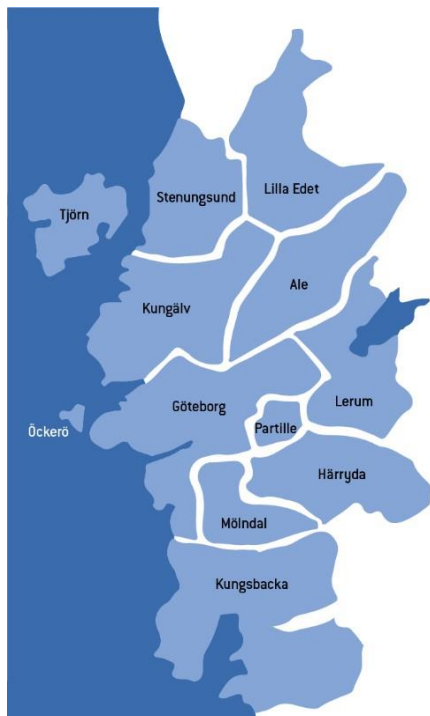 Lilla Edet
Stenungsund
Tjörn
Ale
Kungälv
Lerum
Göteborg
Partille
Öckerö
Härryda
Mölndal
Kungsbacka